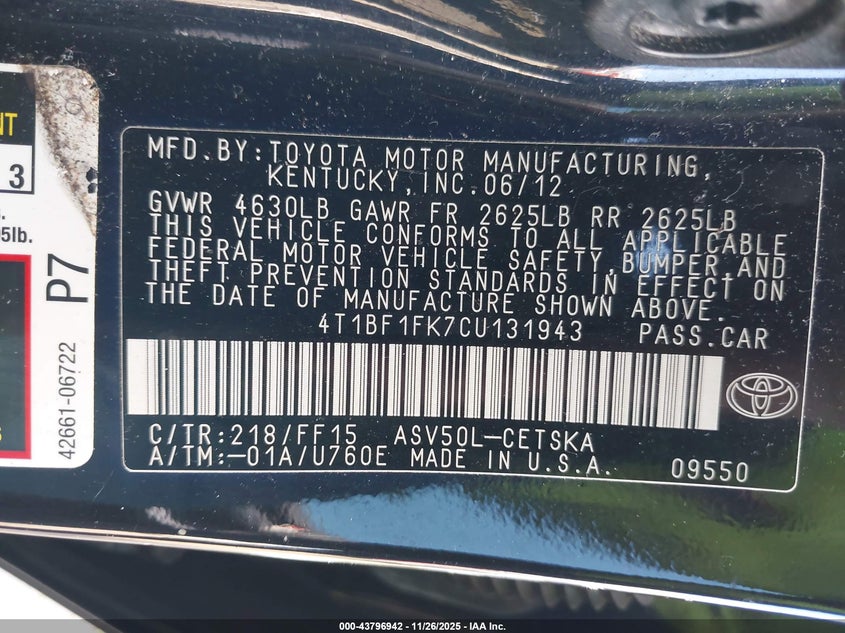 NT
3
.
95lb.
P7
42661-06722
s
MFD.BY:TOYOTA MOTOR MANUFACTURING,
KENTUCKY,INC.06/12
GVWR 4630LB GAWR FR 2625LB RR 2625LB
THIS VEHICLE CONFORMS TO ALL APPLICABLE
FEDERAL MOTOR VEHICLE SAFETY,BUMPER,AND
THEFT PREVENTION STANDARDS IN EFFECT ON
THE DATE OF MANUFACTURE SHOWN ABOVE.
4T1BF1FK7CU131943 PASS.CAR
C/TR:218/FF15 ASV50L-CETSKA
A/TM:-01A/U760E MADE IN U.S.A. 09550
000-43796942 - 11/26/2025 - IAA Inc.